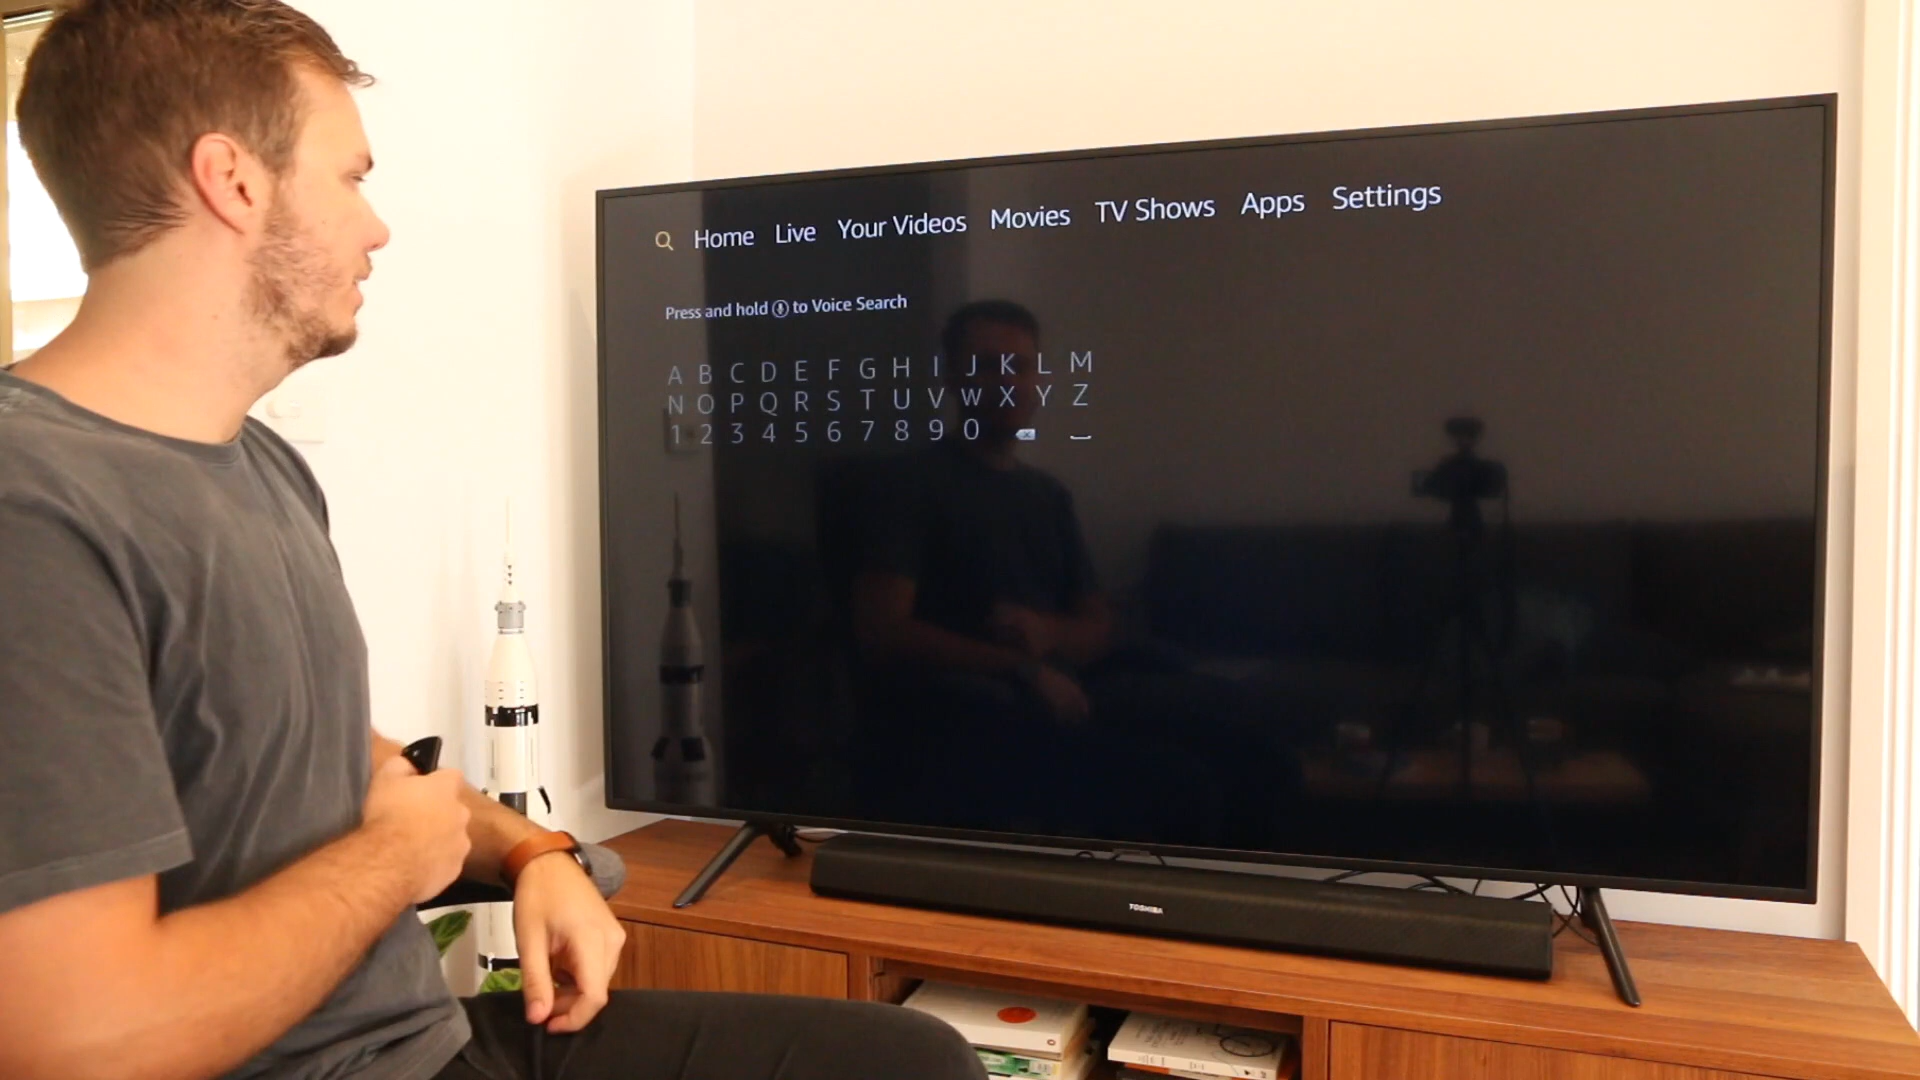 Home Live Your Videos Movies TV Shows Apps Settings
Press and hold to Voice Search
A B C D E F G H I J K L M
N O P Q R S T U V W X Y Z
1 2 3 4 5 6 7 8 9 0
TOSHIBA